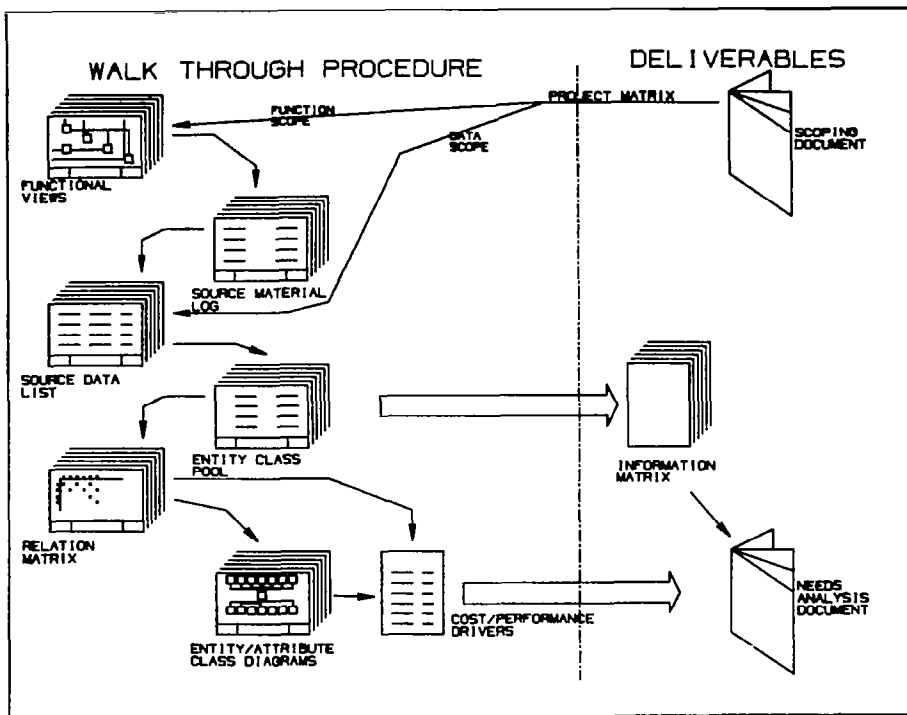 WALK THROUGH PROCEDURE
DELIVERABLES
PROJECT MATRIX
FUNCTION
SCOPE
DATA
SCOPE
SCOPING
DOCUMENT
FUNCTIONAL
VIEWS
SOURCE MATERIAL
LOG
SOURCE DATA
LIST
ENTITY CLASS
POOL
INFORMATION
MATRIX
RELATION
MATRIX
NEEDS
ANALYSIS
DOCUMENT
COST/PERFORMANCE
DRIVERS
ENTITY/ATTRIBUTE
CLASS DIAGRAMS